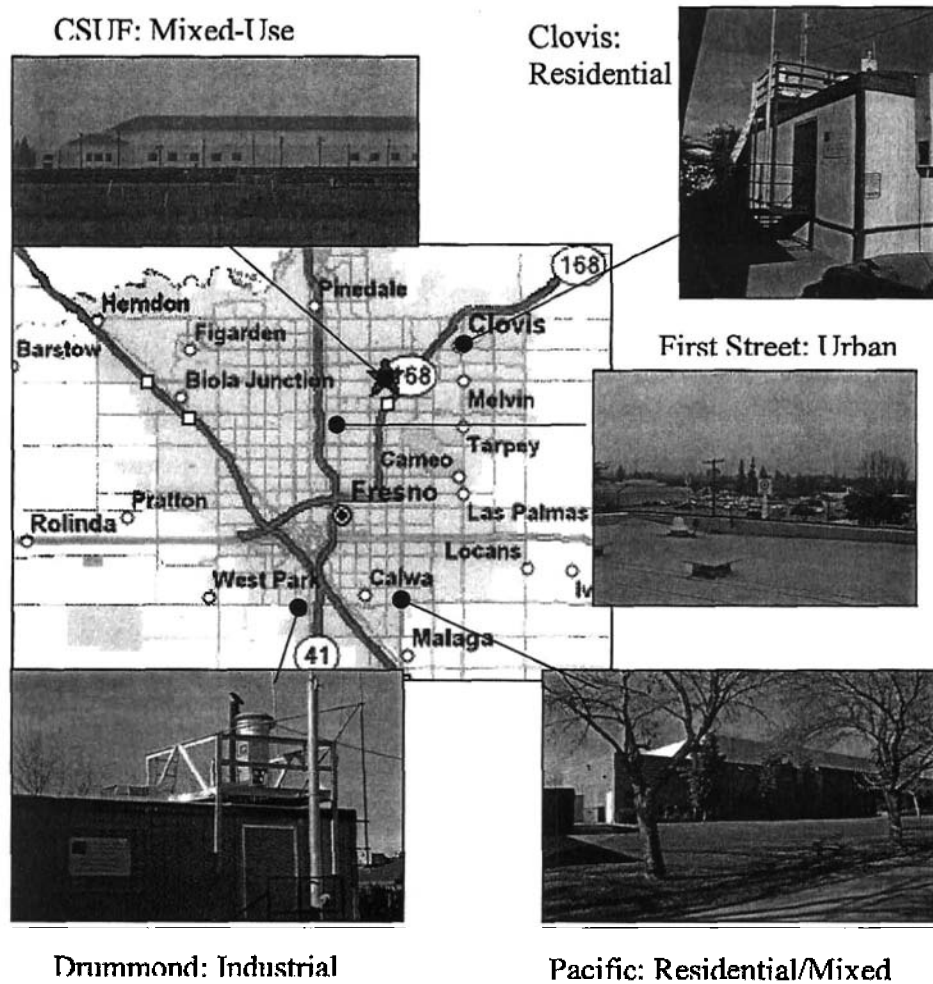 CSUF: Mixed-Use
Clovis:
Residential
168
Pinedale
Herndon
Clovis
Figarden
Barstow
First Street: Urban
168
Biola Junction
Melvin
Tarpey
Cameo
Fresno
Pratton
Las Palmas
Rolinda
Locans
West Park
Calwa
Iv
Malaga
41
Drummond: Industrial
Pacific: Residential/Mixed